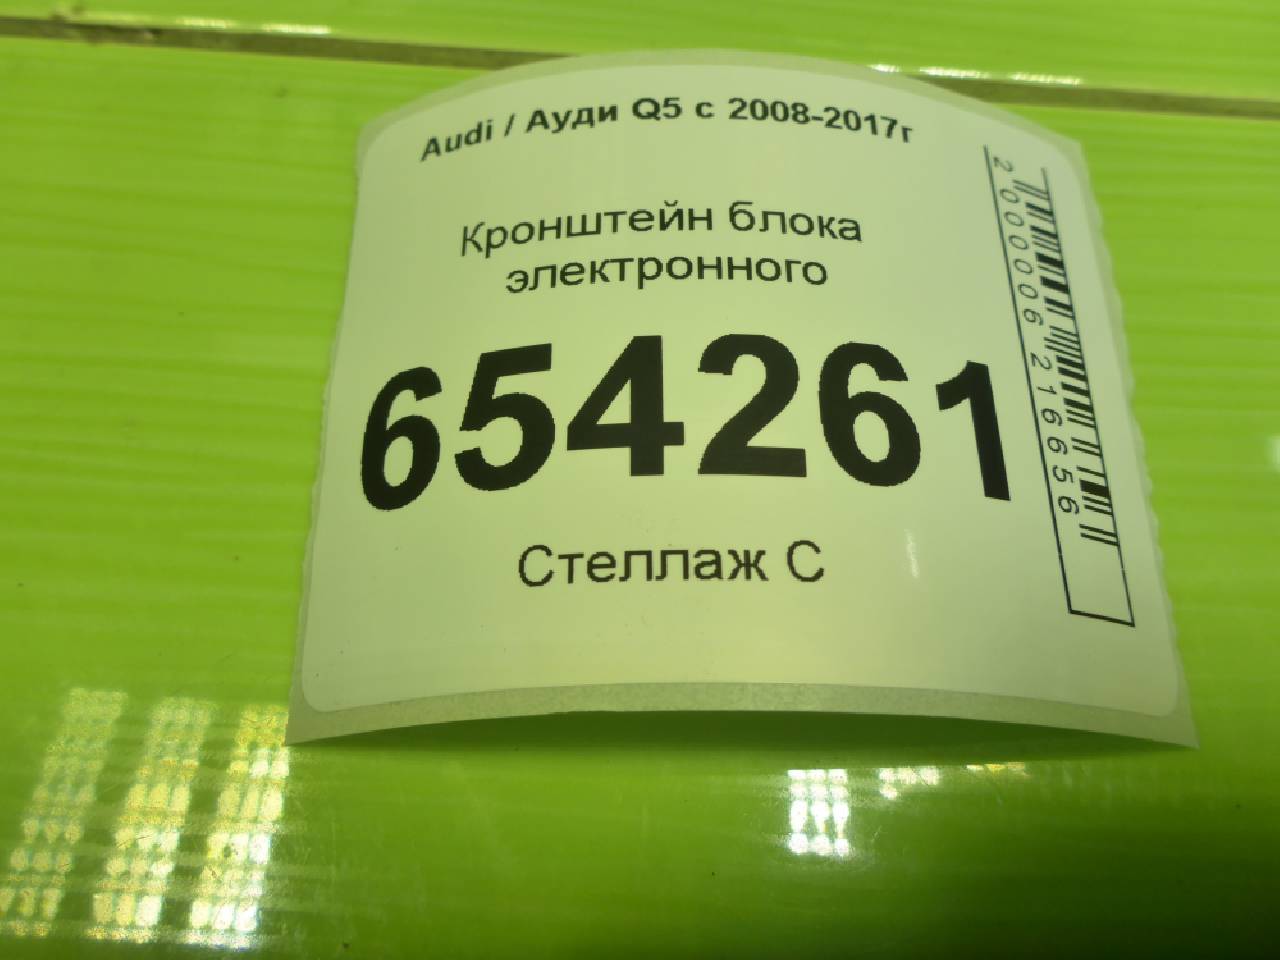 Audi / Ауди Q5 с 2008-2017г
Кронштейн блока
электронного
654261
Стеллаж С
2000006216656